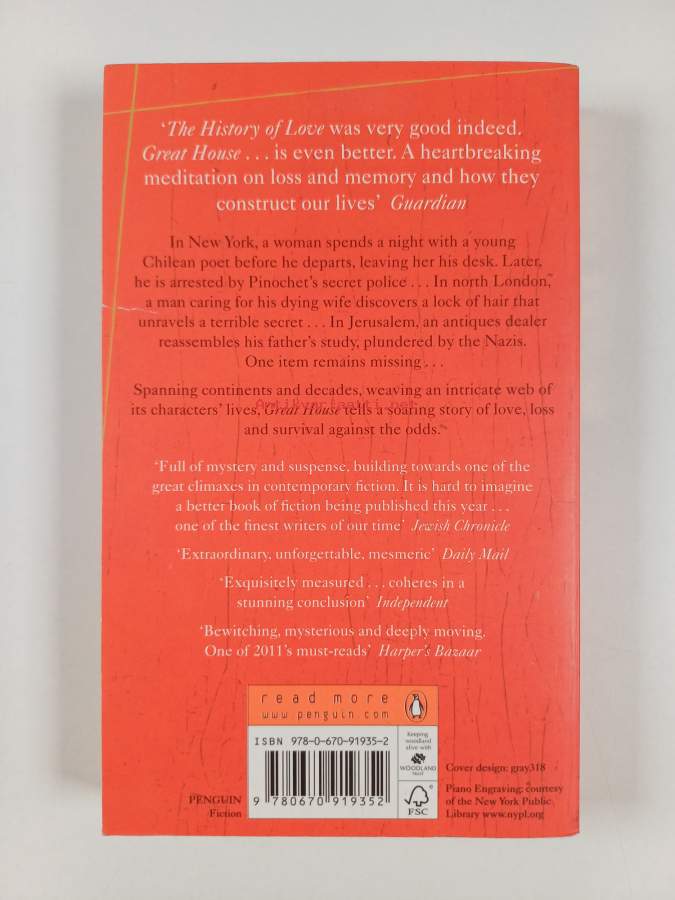 ‘The History of Love was very good indeed.
Great House . . . is even better. A heartbreaking
meditation on loss and memory and how they
construct our lives’ Guardian
In New York, a woman spends a night with a young
Chilean poet before he departs, leaving her his desk. Later,
he is arrested by Pinochet’s secret police . . . In north London,
a man caring for his dying wife discovers a lock of hair that
unravels a terrible secret . . . In Jerusalem, an antiques dealer
reassembles his father’s study, plundered by the Nazis.
One item remains missing . . .
Spanning continents and decades, weaving an intricate web of
its characters’ lives, Great House tells a soaring story of love, loss
and survival against the odds.
Antikvariaatti.net
‘Full of mystery and suspense, building towards one of the
great climaxes in contemporary fiction. It is hard to imagine
a better book of fiction being published this year . . .
one of the finest writers of our time’ Jewish Chronicle
‘Extraordinary, unforgettable, mesmeric’ Daily Mail
‘Exquisitely measured . . . coheres in a
stunning conclusion’ Independent
‘Bewitching, mysterious and deeply moving.
One of 2011’s must-reads’ Harper’s Bazaar
read more
www.penguin.com
ISBN 978-0-670-91935-2
9 780670 919352
Keeping
woodland
alive with
WOODLAND
TRUST
FSC
PENGUIN
Fiction
Cover design: gray318
Piano Engraving: courtesy
of the New York Public
Library www.nypl.org